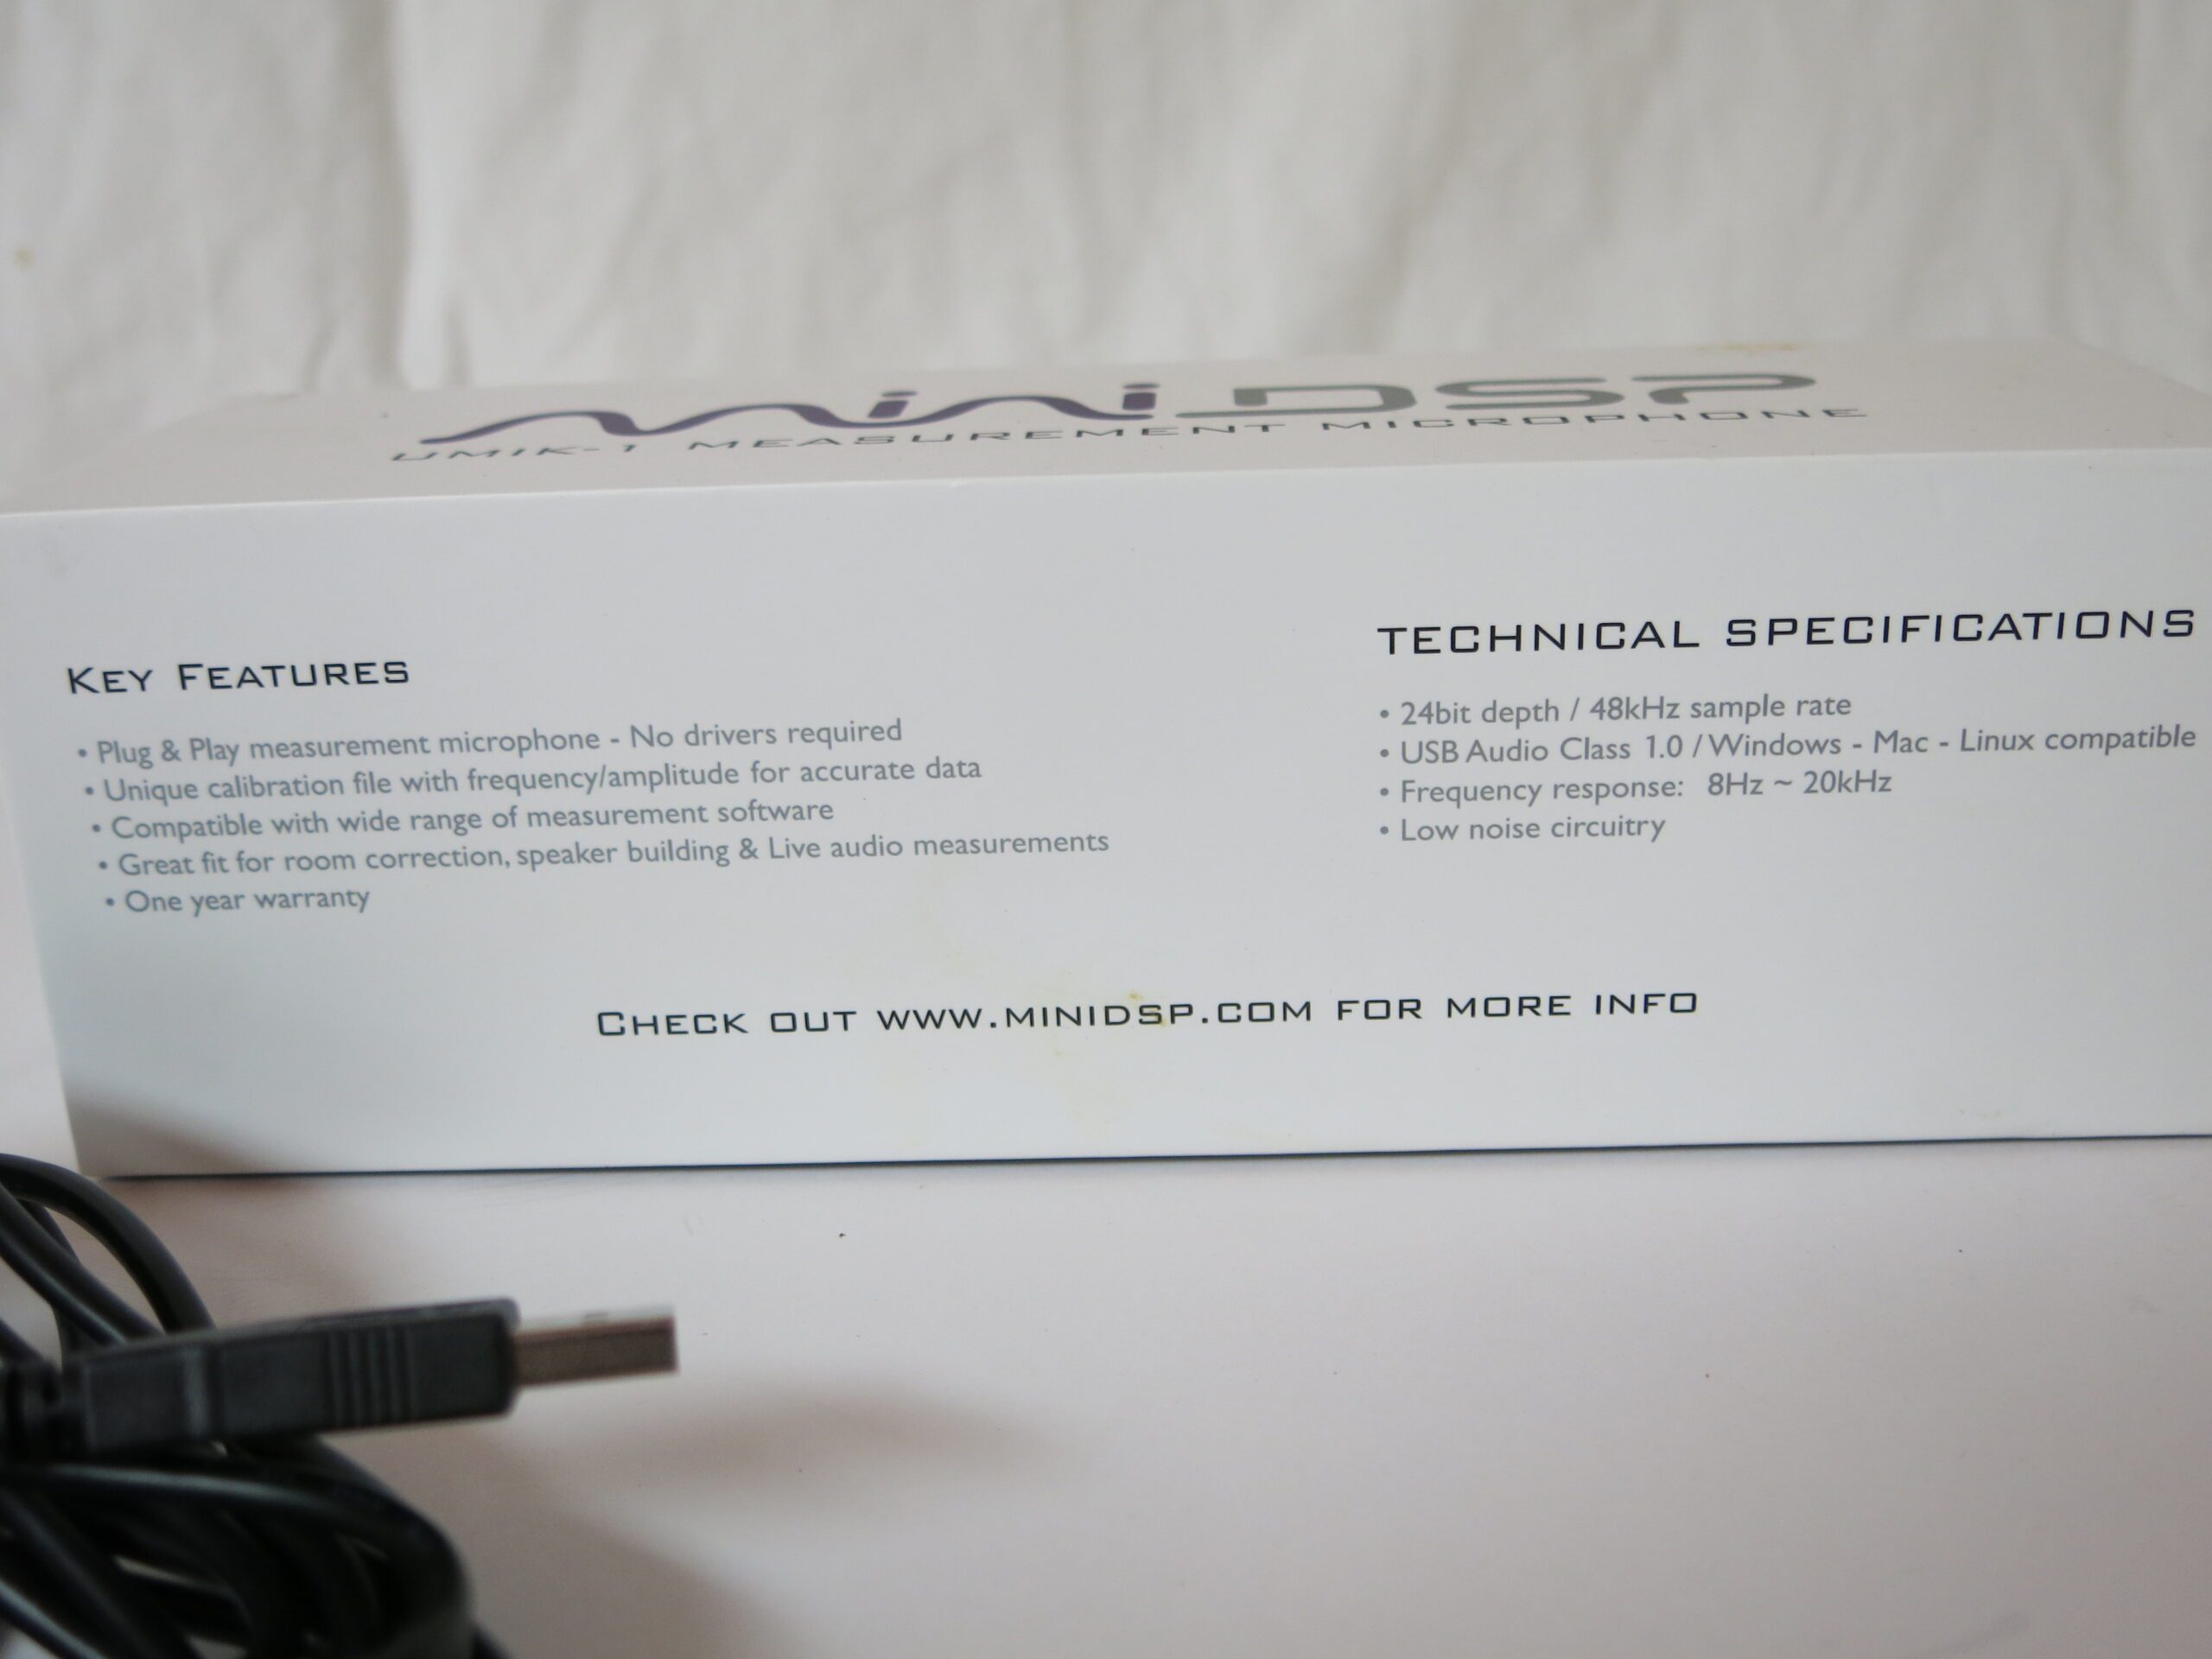 mini DSP
UMIK-1 MEASUREMENT MICROPHONE
KEY FEATURES
• Plug & Play measurement microphone - No drivers required
• Unique calibration file with frequency/amplitude for accurate data
• Compatible with wide range of measurement software
• Great fit for room correction, speaker building & Live audio measurements
• One year warranty
TECHNICAL SPECIFICATIONS
• 24bit depth / 48kHz sample rate
• USB Audio Class 1.0 / Windows - Mac - Linux compatible
• Frequency response: 8Hz ~ 20kHz
• Low noise circuitry
CHECK OUT WWW.MINIDSP.COM FOR MORE INFO